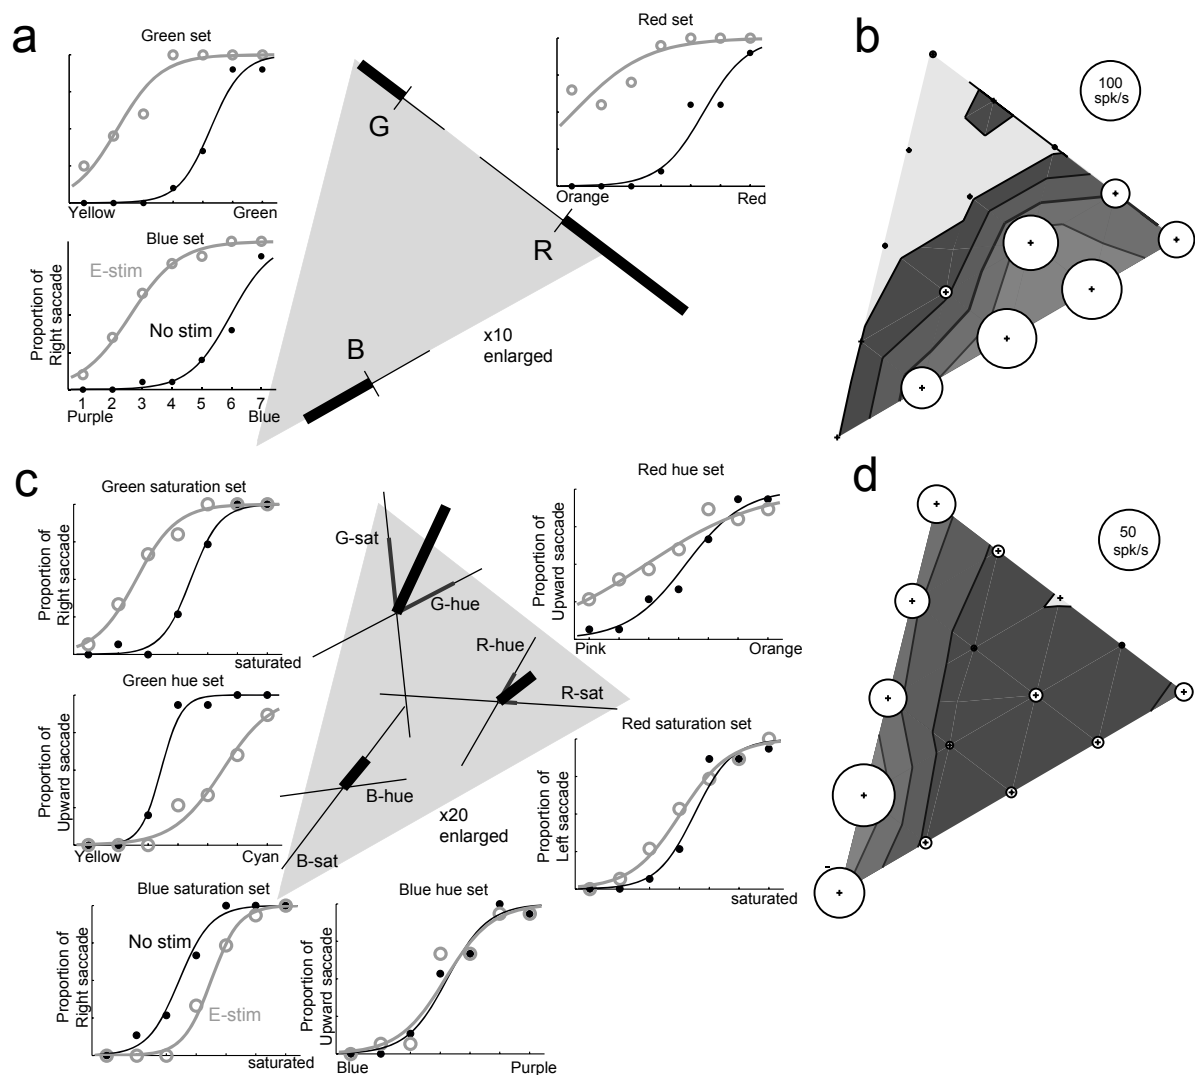 a
Green set
Yellow
Green
Blue set
E-stim
No stim
Proportion of
Right saccade
1 2 3 4 5 6 7
Purple
Blue
G
R
B
x10
enlarged
Red set
Orange
Red
b
100
spk/s
c
Green saturation set
Proportion of
Right saccade
saturated
Green hue set
Proportion of
Upward saccade
Yellow
Cyan
Blue saturation set
No stim
E-stim
Proportion of
Right saccade
saturated
G-sat
G-hue
R-hue
R-sat
B-hue
B-sat
x20
enlarged
Blue hue set
Proportion of
Upward saccade
Blue
Purple
Red hue set
Proportion of
Upward saccade
Pink
Orange
Red saturation set
Proportion of
Left saccade
saturated
d
50
spk/s